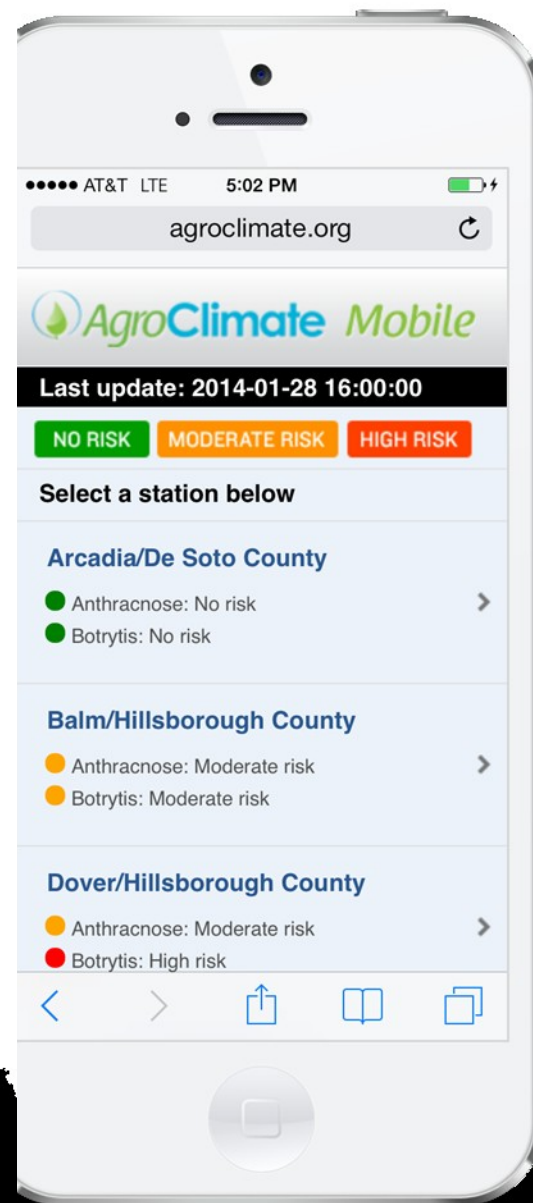 AT&T LTE 5:02 PM
agroclimate.org
AgroClimate Mobile
Last update: 2014-01-28 16:00:00
NO RISK MODERATE RISK HIGH RISK
Select a station below
Arcadia/De Soto County
Anthracnose: No risk
Botrytis: No risk
Balm/Hillsborough County
Anthracnose: Moderate risk
Botrytis: Moderate risk
Dover/Hillsborough County
Anthracnose: Moderate risk
Botrytis: High risk